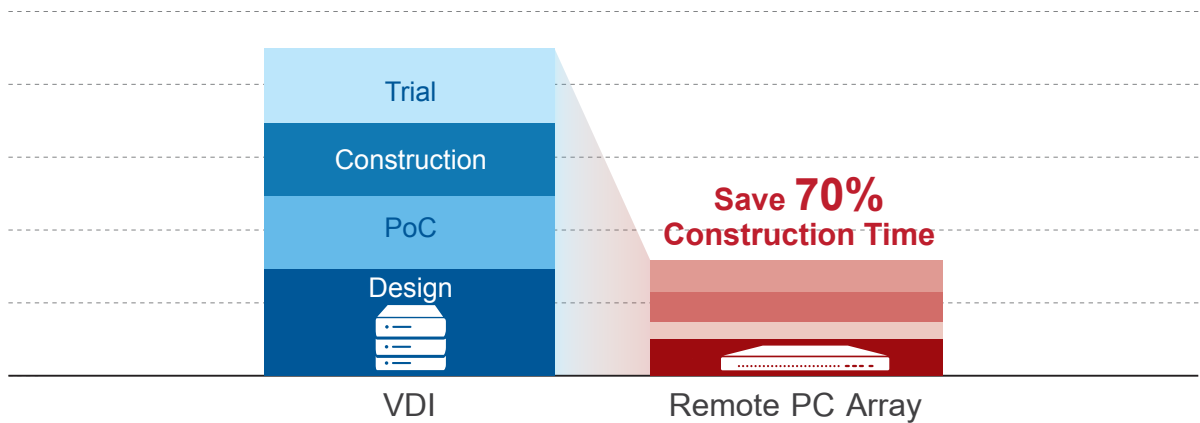 Trial
Construction
PoC
Design
Save 70%
Construction Time
VDI
Remote PC Array